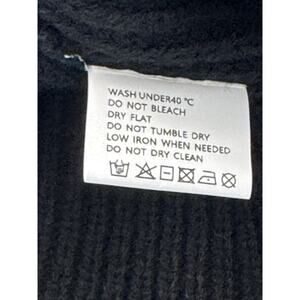 WASH UNDER40 °C
DO NOT BLEACH
DRY FLAT
DO NOT TUMBLE DRY
LOW IRON WHEN NEEDED
DO NOT DRY CLEAN